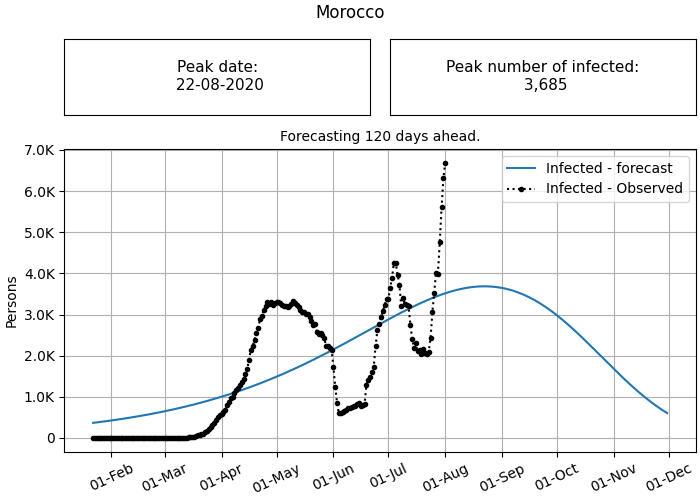 Morocco
Peak date:
22-08-2020
Peak number of infected:
3,685
Forecasting 120 days ahead.
7.0K
6.0K
5.0K
4.0K
3.0K
2.0K
1.0K
0
Persons
Infected - forecast
Infected - Observed
01-Feb
01-Mar
01-Apr
01-May
01-Jun
01-Jul
01-Aug
01-Sep
01-Oct
01-Nov
01-Dec